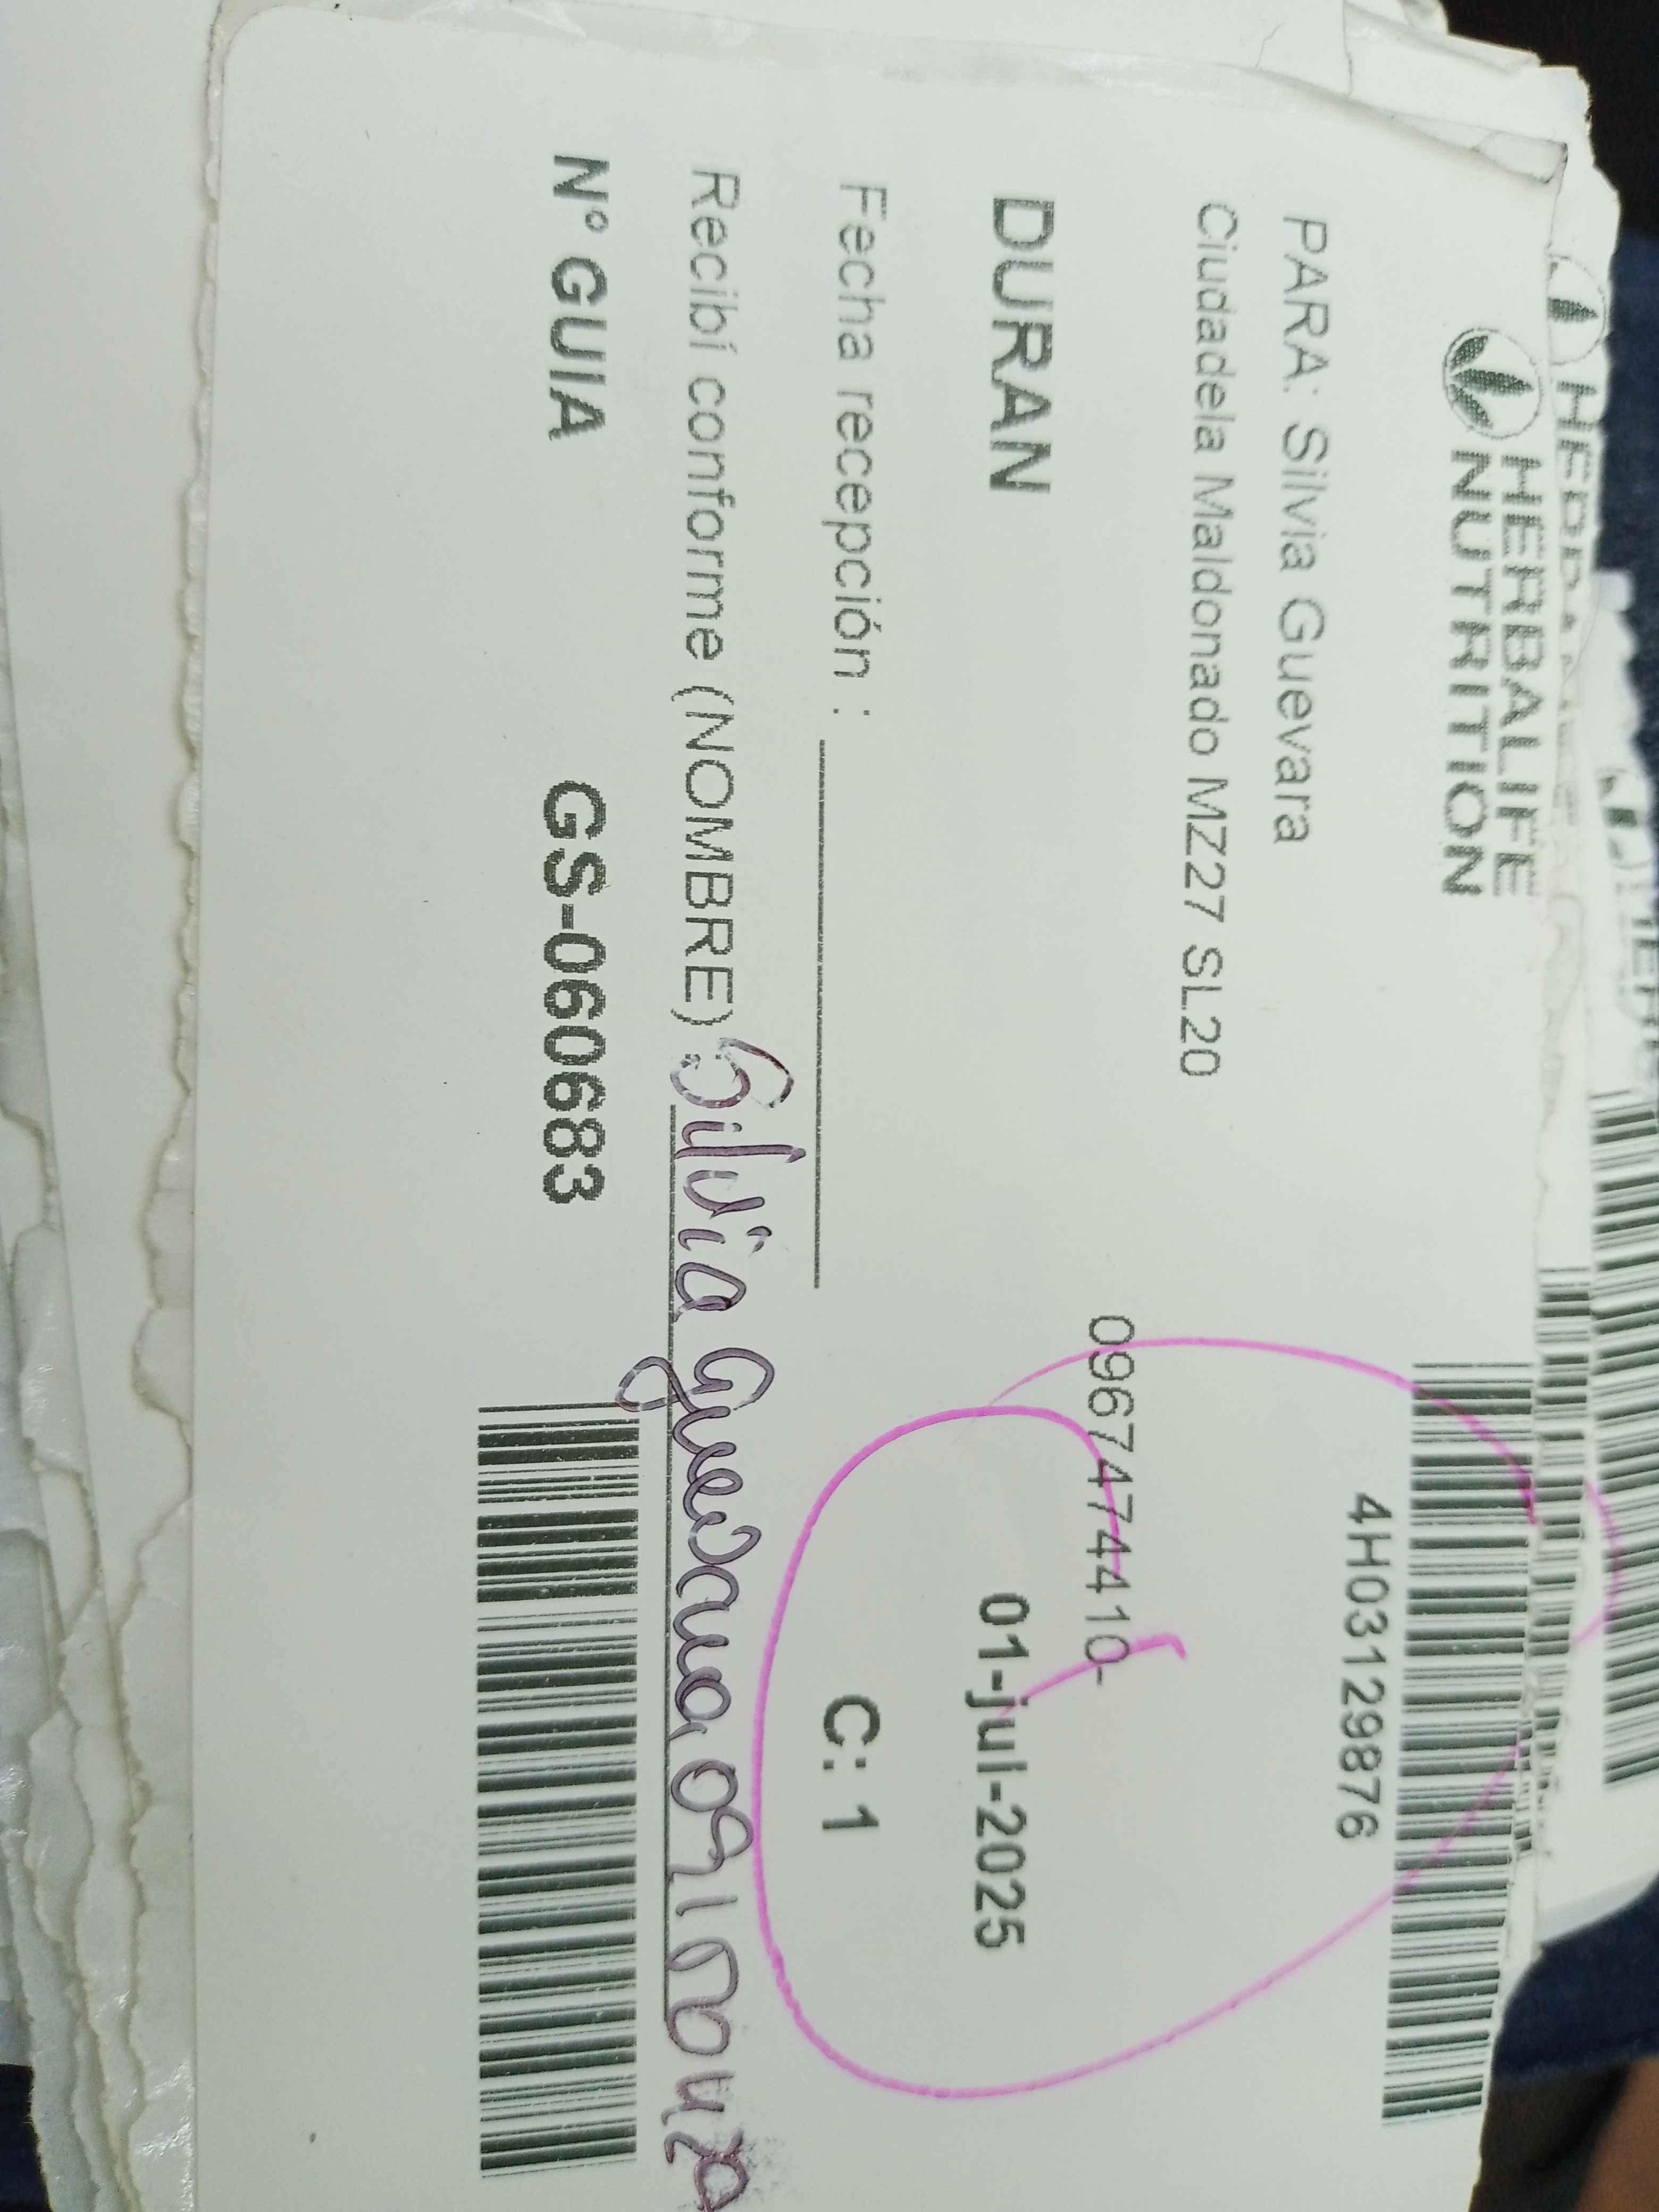 HERBALIFE
NUTRITION
4H03129876
PARA: Silvia Guevara
Ciudadela Maldonado MZ27 SL20
0967474410-
DURAN
01-jul-2025
Fecha recepción :
C: 1
Recibí conforme (NOMBRE) Silvia Guevara
N° GUIA GS-060683